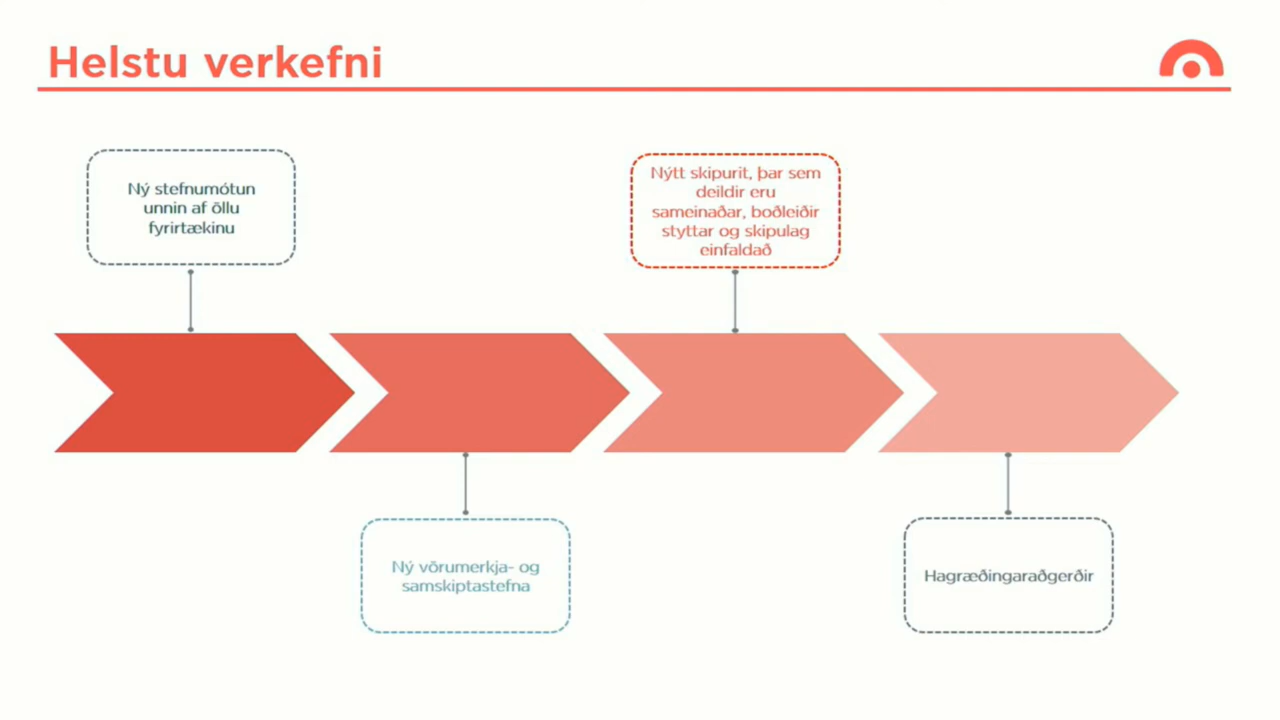 Helstu verkefni
Ný stefnumótun
unnin af öllu
fyrirtækinu
Ný vörumerkja- og
samskiptastefna
Nýtt skipurit, þar sem
deildir eru
sameinaðar, boðleiðir
styttar og skipulag
einfaldað
Hagræðingaraðgerðir